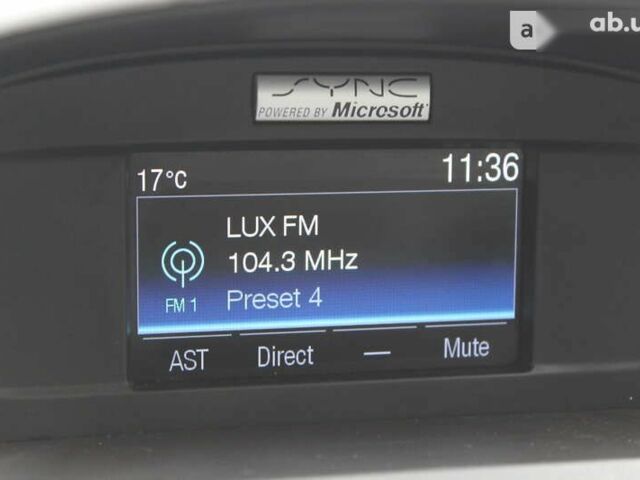 a ab.u
SYNC
POWERED BY Microsoft
17°C 11:36
LUX FM
104.3 MHz
FM 1 Preset 4
AST Direct — Mute